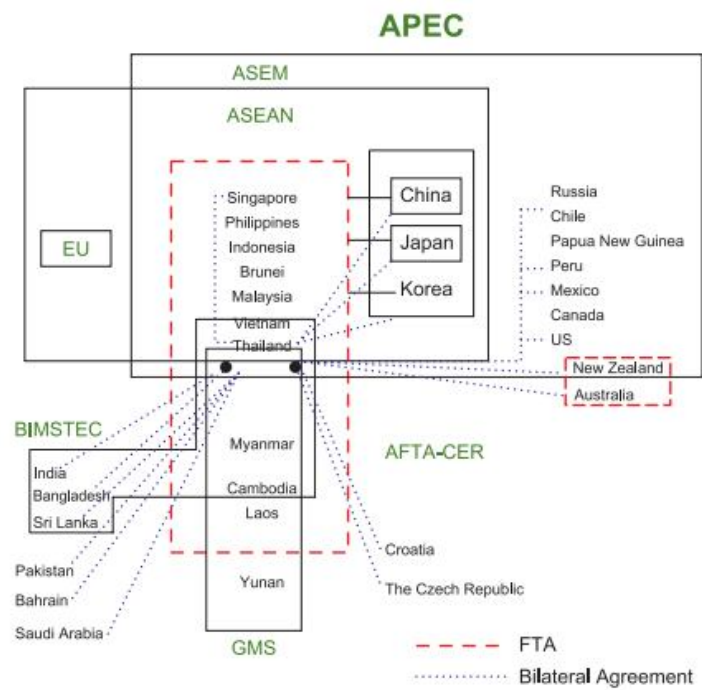 APEC
ASEM
ASEAN
EU
Singapore
Philippines
Indonesia
Brunei
Malaysia
Vietnam
Thailand
China
Japan
Korea
Russia
Chile
Papua New Guinea
Peru
Mexico
Canada
US
New Zealand
Australia
BIMSTEC
India
Bangladesh
Sri Lanka
Pakistan
Bahrain
Saudi Arabia
Myanmar
Cambodia
Laos
Yunan
GMS
AFTA-CER
Croatia
The Czech Republic
FTA
Bilateral Agreement